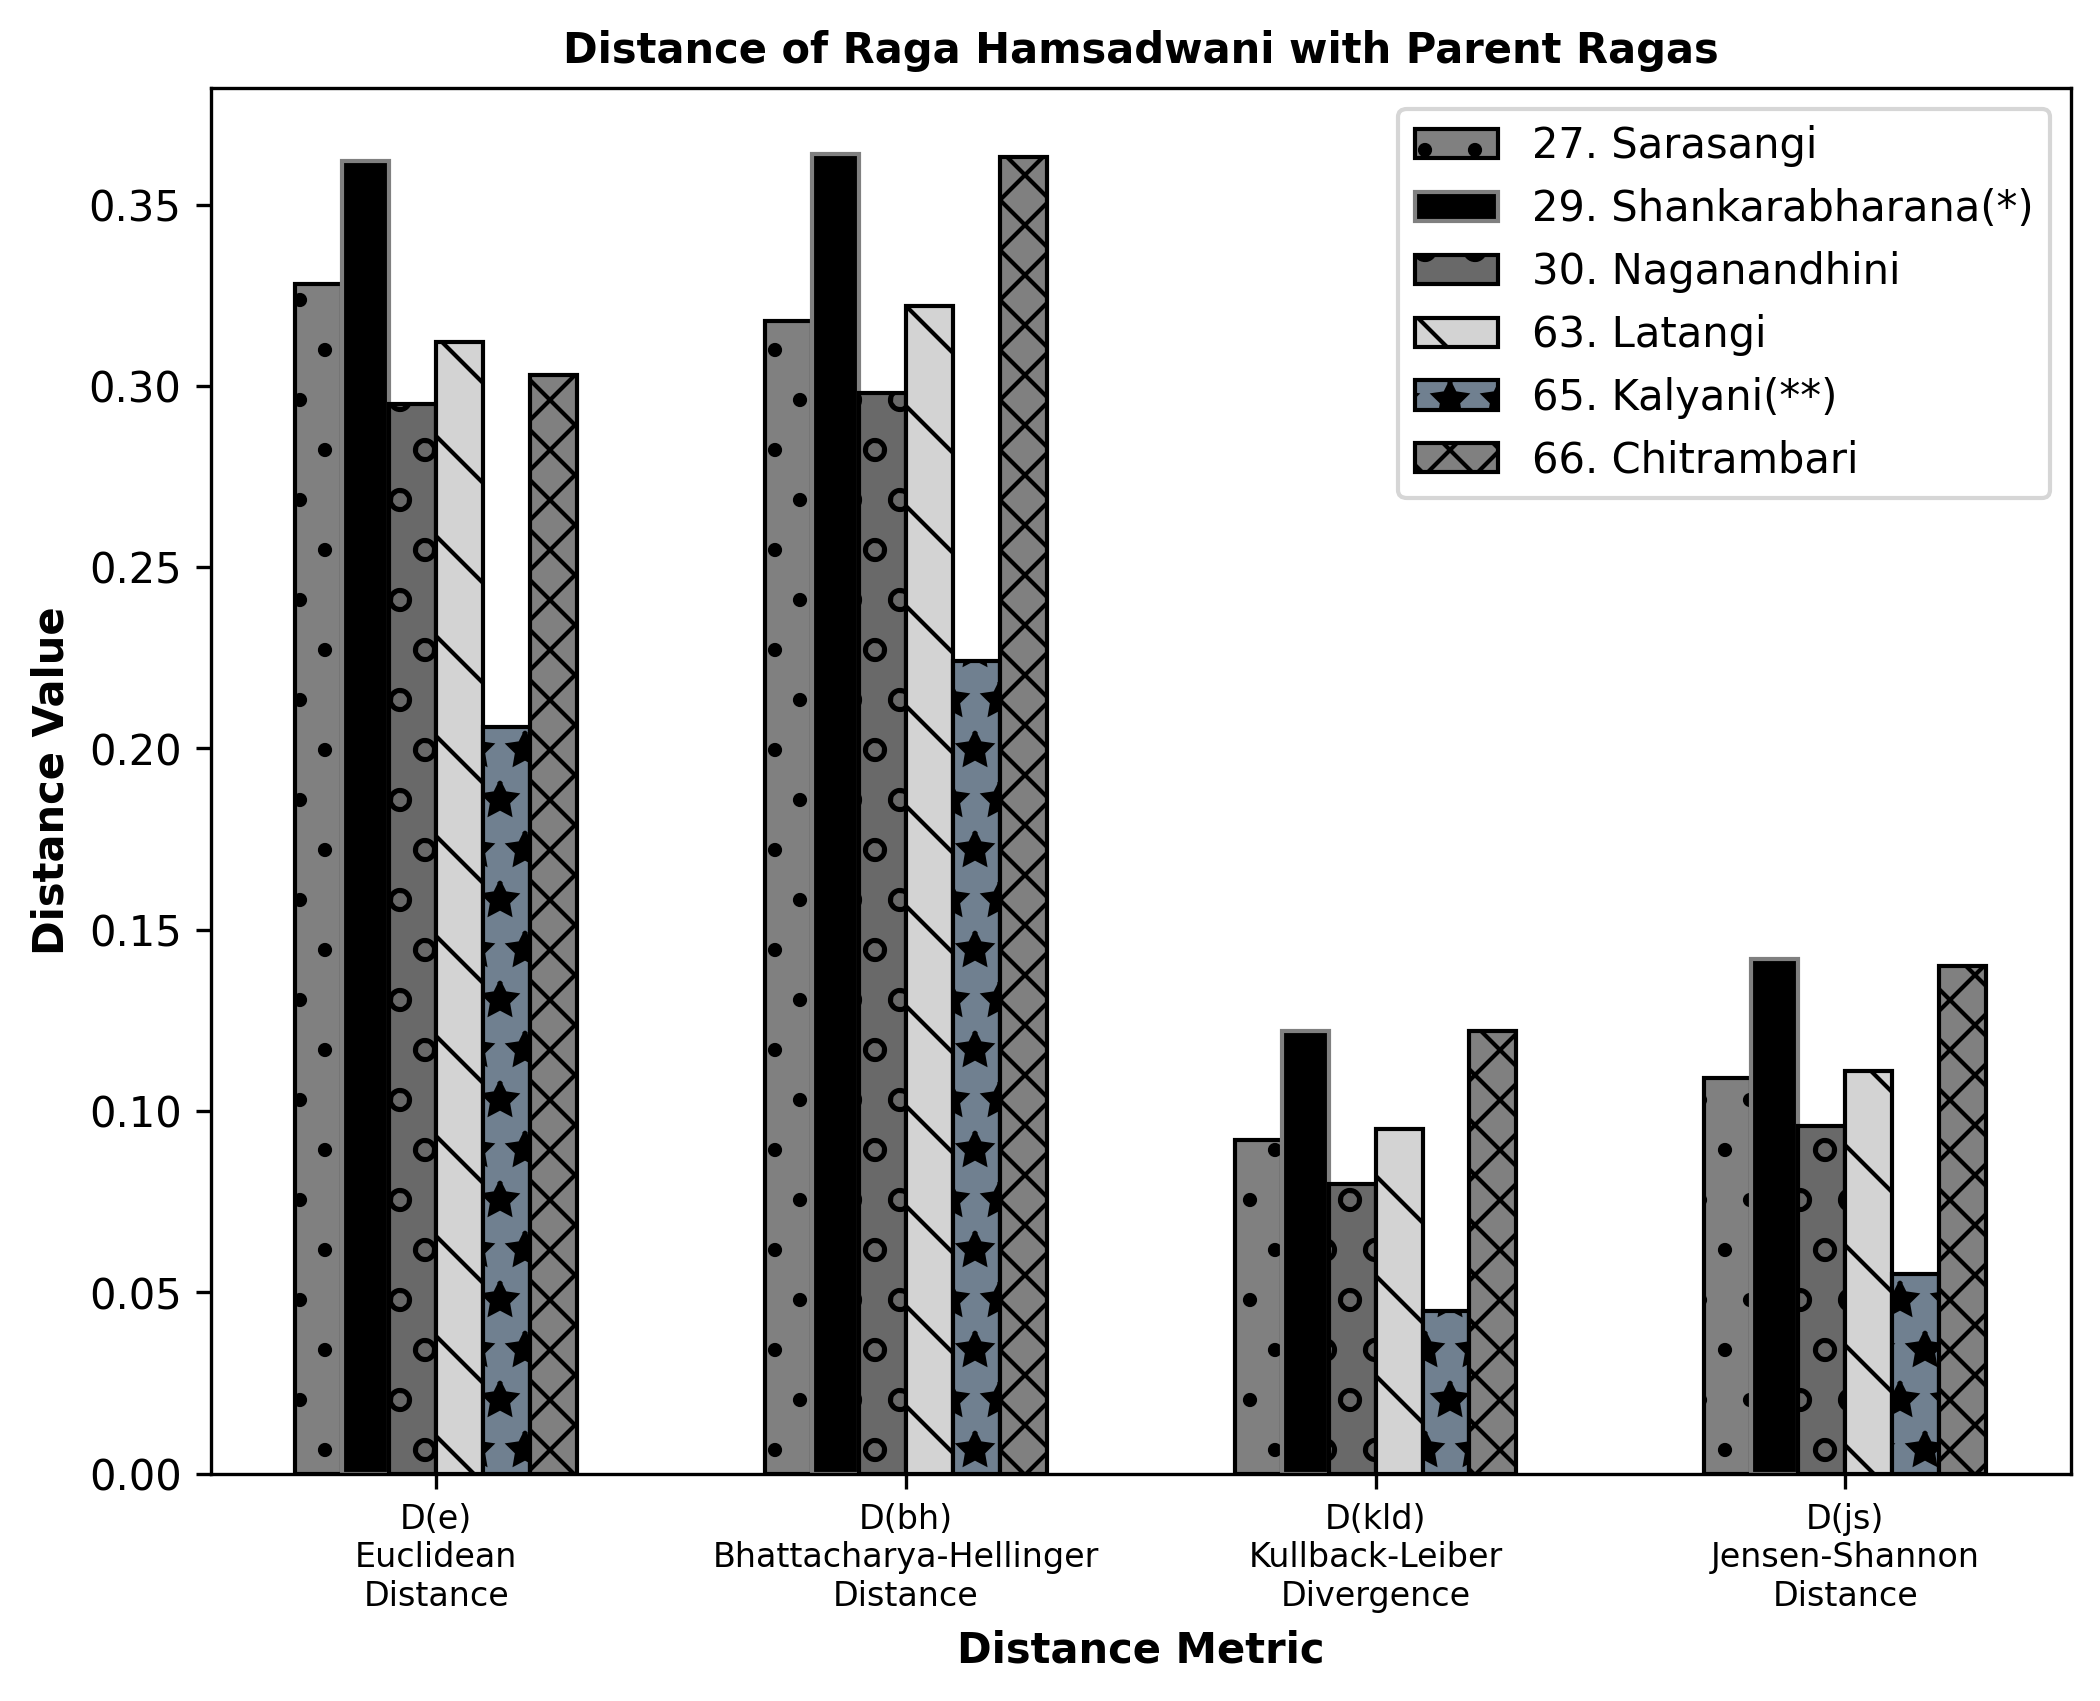 Distance of Raga Hamsadwani with Parent Ragas
27. Sarasangi
29. Shankarabharana(*)
30. Naganandhini
63. Latangi
65. Kalyani(**)
66. Chitrambari
Distance Value
0.35
0.30
0.25
0.20
0.15
0.10
0.05
0.00
D(e)
Euclidean
Distance
D(bh)
Bhattacharya-Hellinger
Distance
D(kld)
Kullback-Leiber
Divergence
D(js)
Jensen-Shannon
Distance
Distance Metric